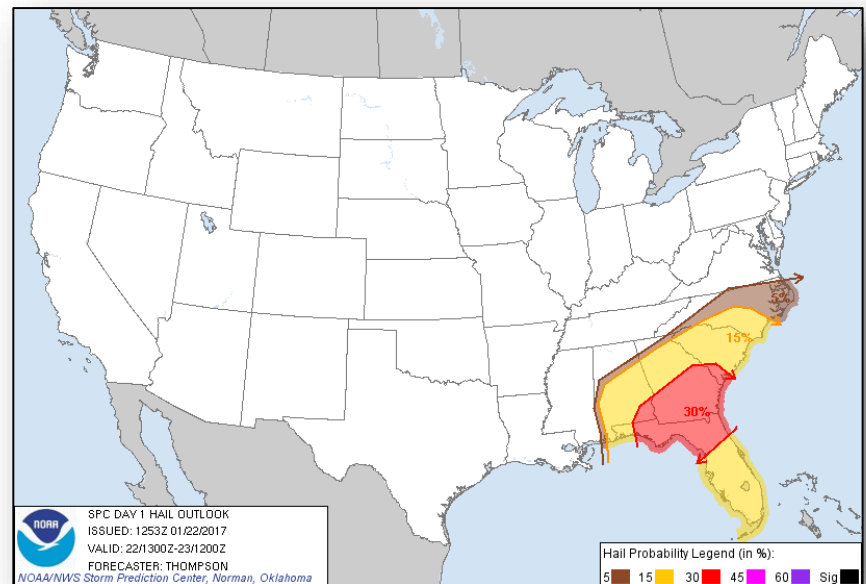 5%
15%
30%
NOAA
SPC DAY 1 HAIL OUTLOOK
ISSUED: 1253Z 01/22/2017
VALID: 22/1300Z-23/1200Z
FORECASTER: THOMPSON
NOAA/NWS Storm Prediction Center, Norman, Oklahoma
Hail Probability Legend (in %):
5 15 30 45 60 Sig